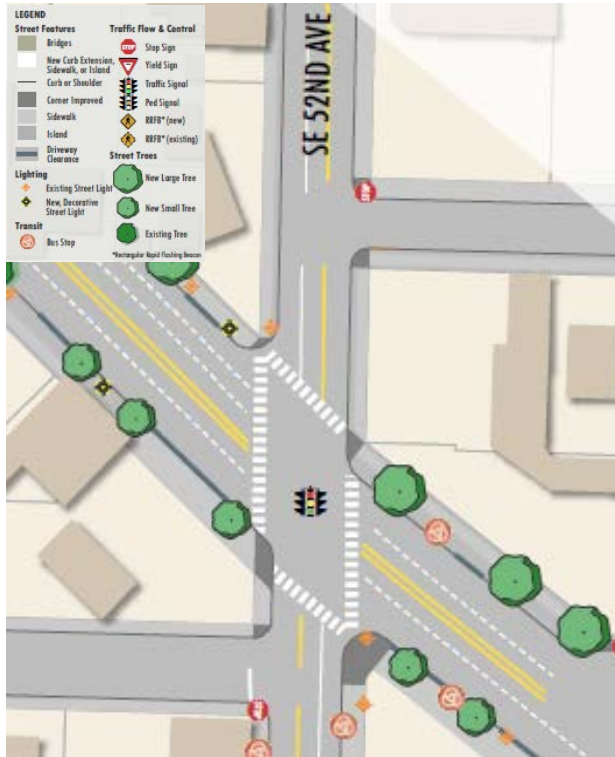 LEGEND
Street Features
Bridges
New Curb Extension,
Sidewalk, or Island
Curb or Shoulder
Corner Improved
Sidewalk
Island
Driveway
Clearance
Lighting
Existing Street Light
New, Decorative
Street Light
Transit
Bus Stop
Traffic Flow & Control
STOP
Stop Sign
Yield Sign
Traffic Signal
Ped Signal
RRFB* (new)
RRFB* (existing)
Street Trees
New Large Tree
New Small Tree
Existing Tree
*Rectangular Rapid Flashing Beacon
SE 52ND AVE
STOP
STOP